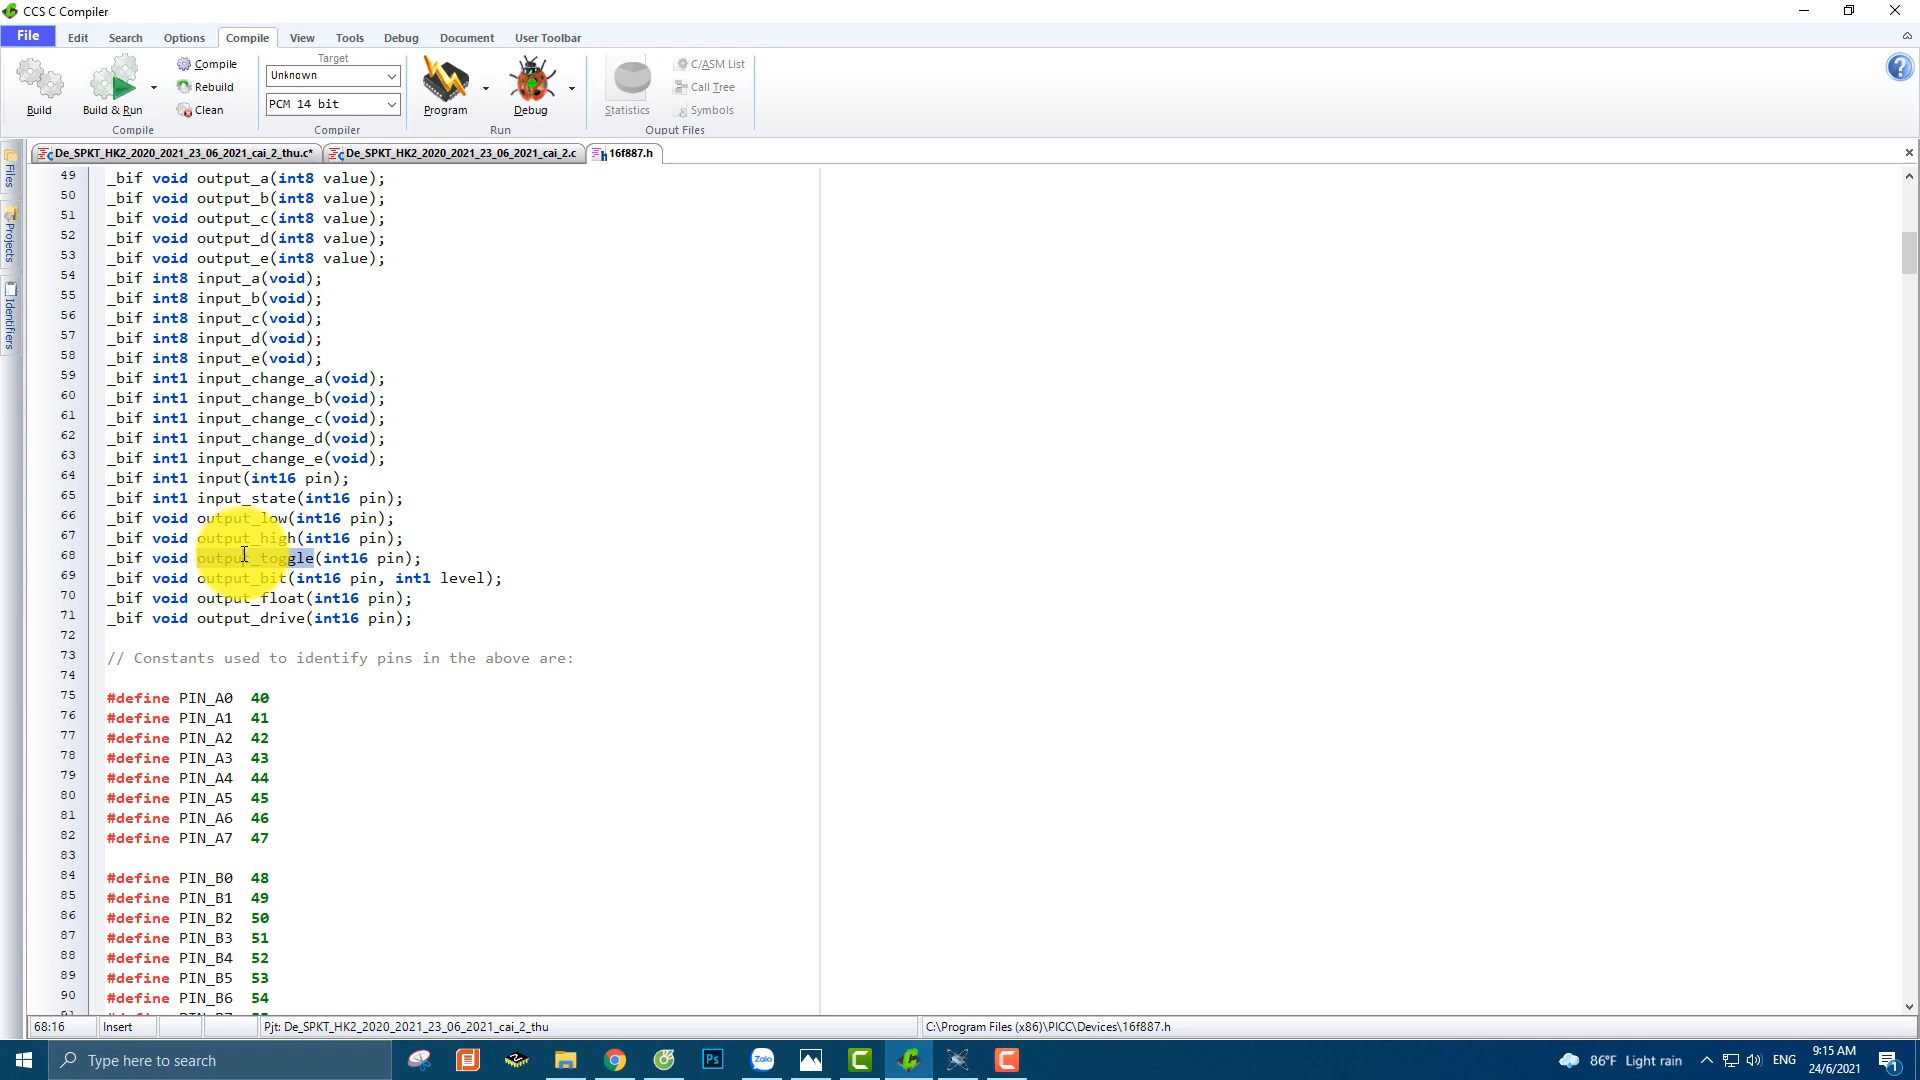 CCS C Compiler
File Edit Search Options Compile View Tools Debug Document User Toolbar
Build
Build & Run
Compile
Rebuild
Clean
Compile
Target
Unknown
PCM 14 bit
Compiler
Program
Debug
Run
Statistics
C/ASM List
Call Tree
Symbols
Ouput Files
De_SPKT_HK2_2020_2021_23_06_2021_cai_2_thu.c* De_SPKT_HK2_2020_2021_23_06_2021_cai_2.c 16f887.h
Files
Projects
Identifiers
49 _bif void output_a(int8 value);
50 _bif void output_b(int8 value);
51 _bif void output_c(int8 value);
52 _bif void output_d(int8 value);
53 _bif void output_e(int8 value);
54 _bif int8 input_a(void);
55 _bif int8 input_b(void);
56 _bif int8 input_c(void);
57 _bif int8 input_d(void);
58 _bif int8 input_e(void);
59 _bif int1 input_change_a(void);
60 _bif int1 input_change_b(void);
61 _bif int1 input_change_c(void);
62 _bif int1 input_change_d(void);
63 _bif int1 input_change_e(void);
64 _bif int1 input(int16 pin);
65 _bif int1 input_state(int16 pin);
66 _bif void output_low(int16 pin);
67 _bif void output_high(int16 pin);
68 _bif void output_toggle(int16 pin);
69 _bif void output_bit(int16 pin, int1 level);
70 _bif void output_float(int16 pin);
71 _bif void output_drive(int16 pin);
72
73 // Constants used to identify pins in the above are:
74
75 #define PIN_A0 40
76 #define PIN_A1 41
77 #define PIN_A2 42
78 #define PIN_A3 43
79 #define PIN_A4 44
80 #define PIN_A5 45
81 #define PIN_A6 46
82 #define PIN_A7 47
83
84 #define PIN_B0 48
85 #define PIN_B1 49
86 #define PIN_B2 50
87 #define PIN_B3 51
88 #define PIN_B4 52
89 #define PIN_B5 53
90 #define PIN_B6 54
68:16 Insert Pjt: De_SPKT_HK2_2020_2021_23_06_2021_cai_2_thu C:\Program Files (x86)\PICC\Devices\16f887.h
Type here to search
Ps
Zalo
86°F Light rain
ENG
9:15 AM
24/6/2021
1